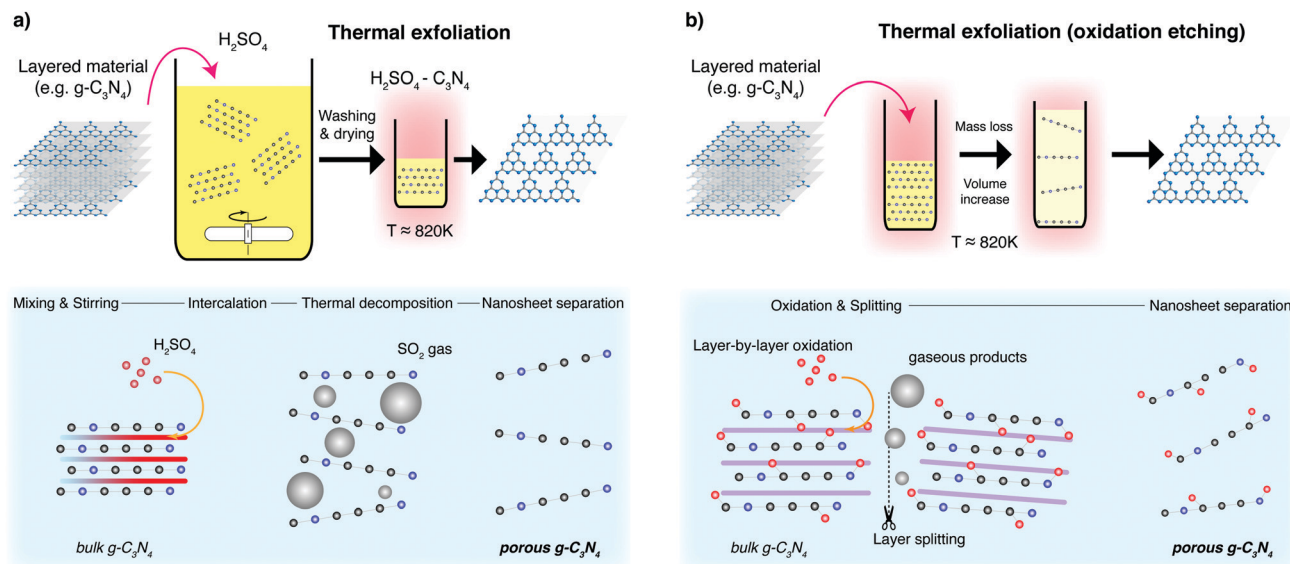 a)
H₂SO₄
Thermal exfoliation
Layered material
(e.g. g-C₃N₄)
H₂SO₄ - C₃N₄
Washing
& drying
T ≈ 820K
Mixing & Stirring
Intercalation
Thermal decomposition
Nanosheet separation
H₂SO₄
SO₂ gas
bulk g-C₃N₄
porous g-C₃N₄
b)
Thermal exfoliation (oxidation etching)
Layered material
(e.g. g-C₃N₄)
Mass loss
Volume
increase
T ≈ 820K
Oxidation & Splitting
Nanosheet separation
Layer-by-layer oxidation
gaseous products
Layer splitting
bulk g-C₃N₄
porous g-C₃N₄